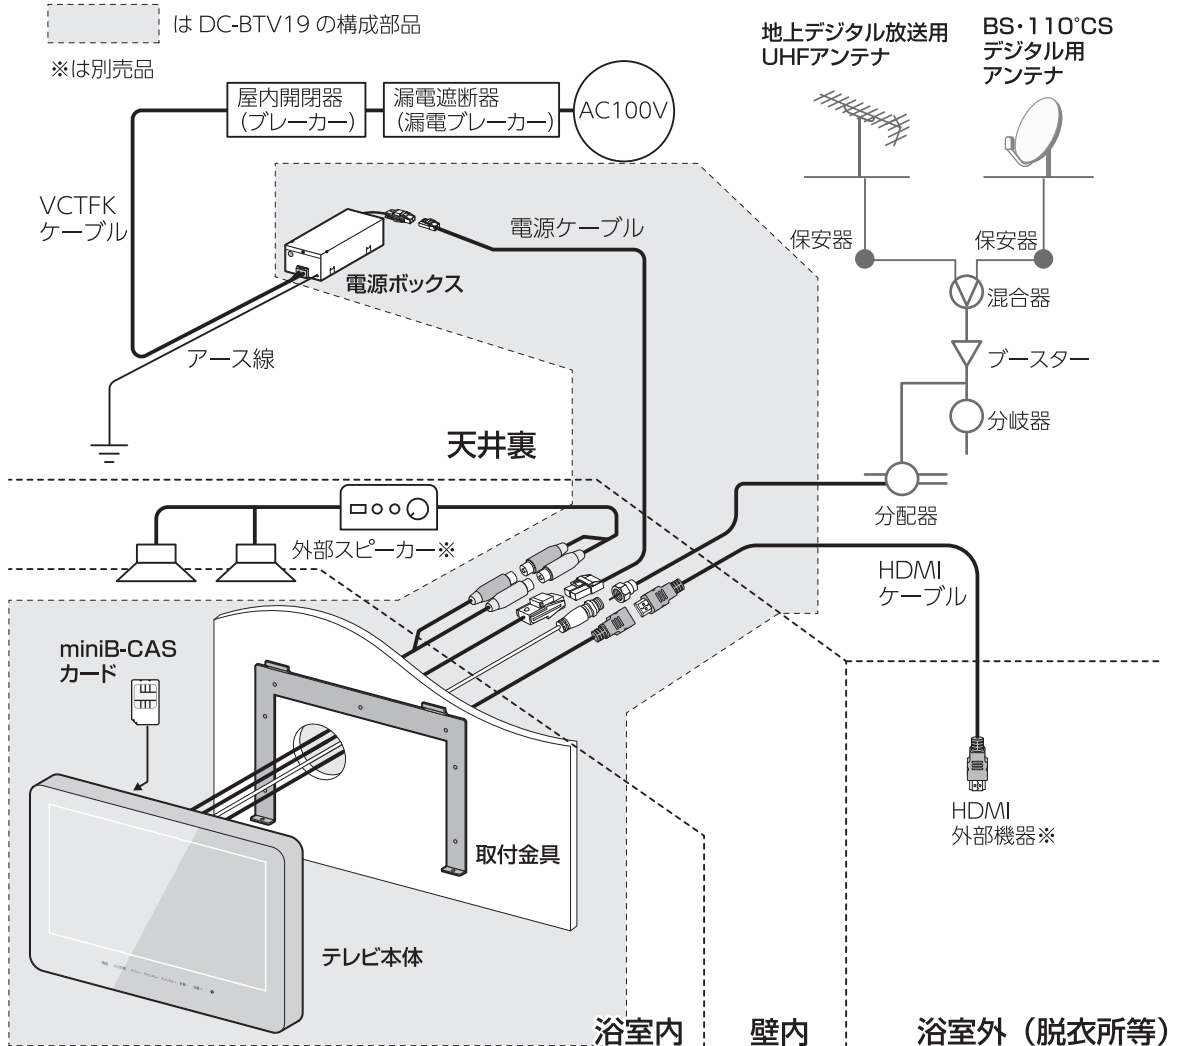 は DC-BTV19 の構成部品
※は別売品
地上デジタル放送用
UHFアンテナ
BS・110°CS
デジタル用
アンテナ
屋内開閉器
（ブレーカー）
漏電遮断器
（漏電ブレーカー）
AC100V
VCTFK
ケーブル
電源ケーブル
電源ボックス
アース線
保安器
保安器
混合器
ブースター
分岐器
分配器
天井裏
外部スピーカー※
HDMI
ケーブル
miniB-CAS
カード
HDMI
外部機器※
取付金具
テレビ本体
浴室内
壁内
浴室外（脱衣所等）